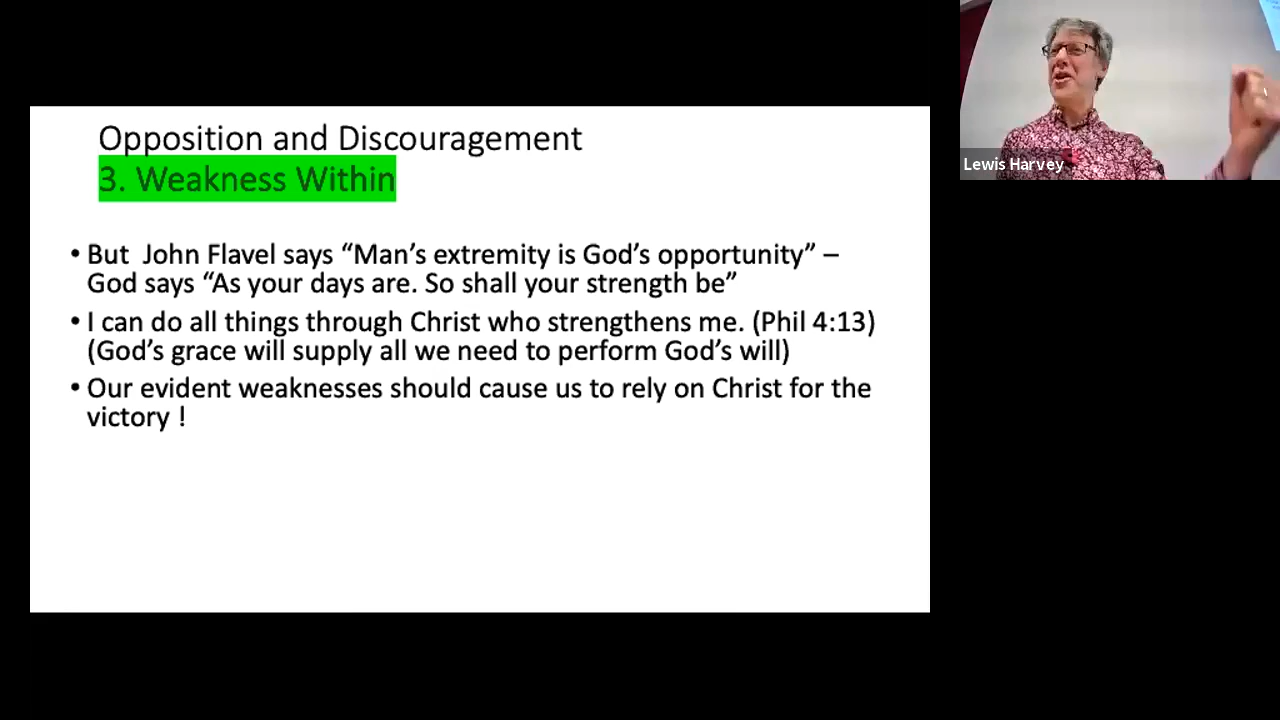 Opposition and Discouragement
3. Weakness Within
• But  John Flavel says “Man’s extremity is God’s opportunity” –
God says “As your days are. So shall your strength be”
• I can do all things through Christ who strengthens me. (Phil 4:13)
(God’s grace will supply all we need to perform God’s will)
• Our evident weaknesses should cause us to rely on Christ for the
victory !
Lewis Harvey